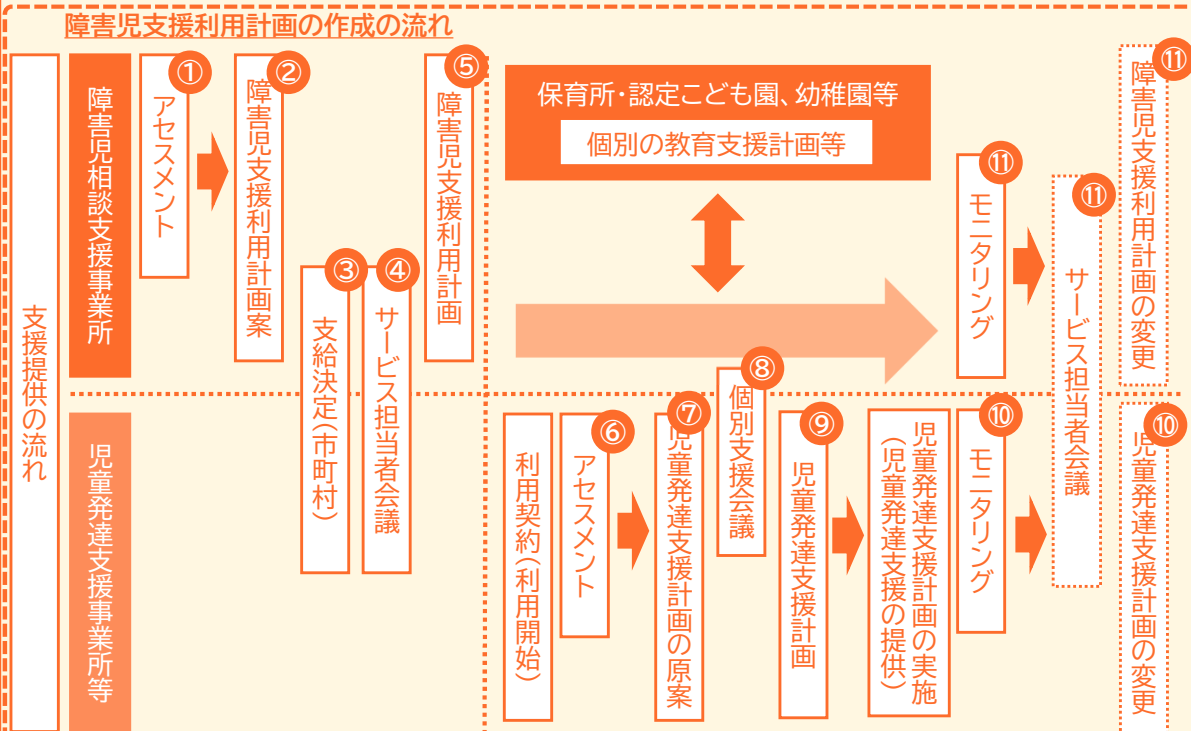 障害児支援利用計画の作成の流れ
支援提供の流れ
障害児相談支援事業所
①
アセスメント
②
障害児支援利用計画案
③
支給決定(市町村)
④
サービス担当者会議
⑤
障害児支援利用計画
保育所・認定こども園、幼稚園等
個別の教育支援計画等
⑪
モニタリング
⑪
サービス担当者会議
⑪
障害児支援利用計画の変更
児童発達支援事業所等
利用契約(利用開始)
⑥
アセスメント
⑦
児童発達支援計画の原案
⑧
個別支援会議
⑨
児童発達支援計画
児童発達支援計画の実施
(児童発達支援の提供)
⑩
モニタリング
⑩
児童発達支援計画の変更